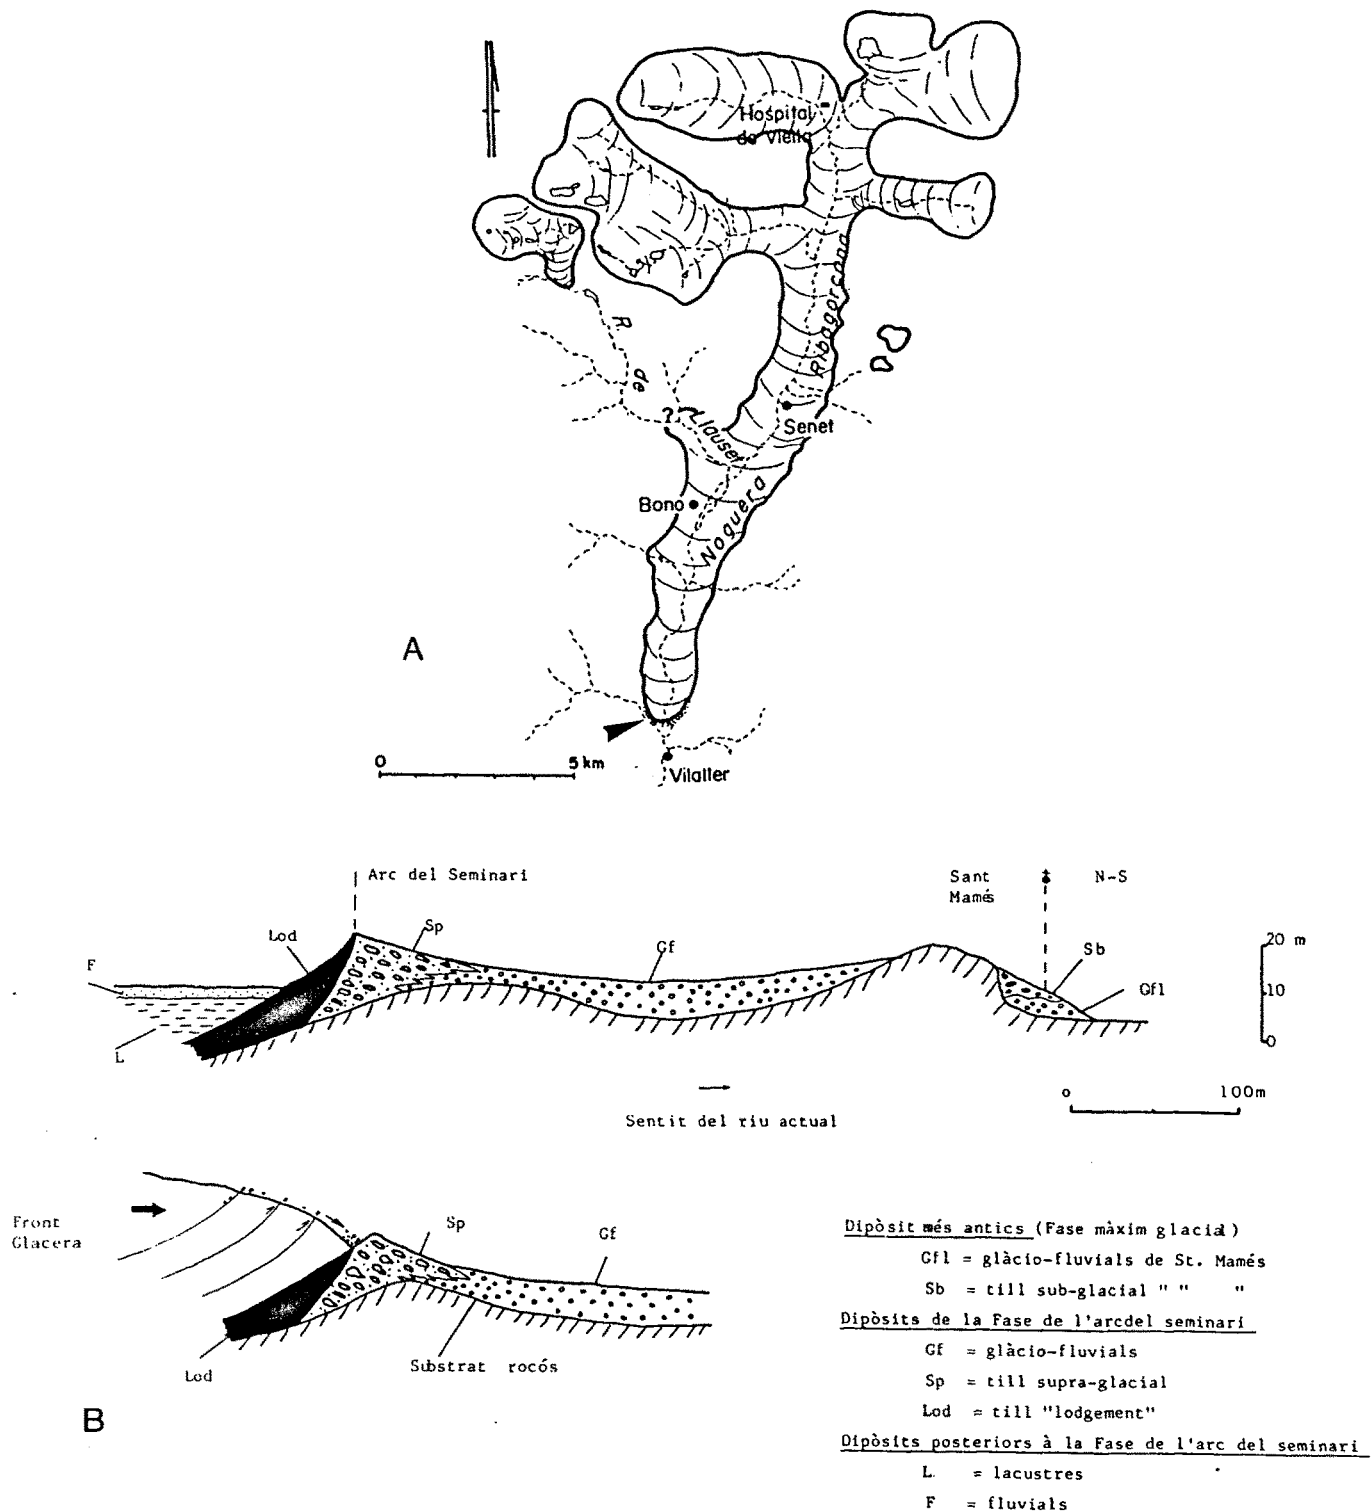 Hospital
de Viella
Ribagorçana
R.
de
?
Llauset
Senet
Bono
Noguera
A
0 5 km
Vilaller
Arc del Seminari
Sant
Mamés
N-S
Lod
Sp
Gf
Sb
Gfl
F
L
20 m
10
0
Sentit del riu actual
o 100m
Front
Glacera
Sp
Gf
Lod
Substrat rocós
B
Dipòsit més antics (Fase màxim glacial)
Gfl = glàcio-fluvials de St. Mamés
Sb = till sub-glacial " " "
Dipòsits de la Fase de l'arcdel seminari
Gf = glàcio-fluvials
Sp = till supra-glacial
Lod = till "lodgement"
Dipòsits posteriors à la Fase de l'arc del seminari
L = lacustres
F = fluvials